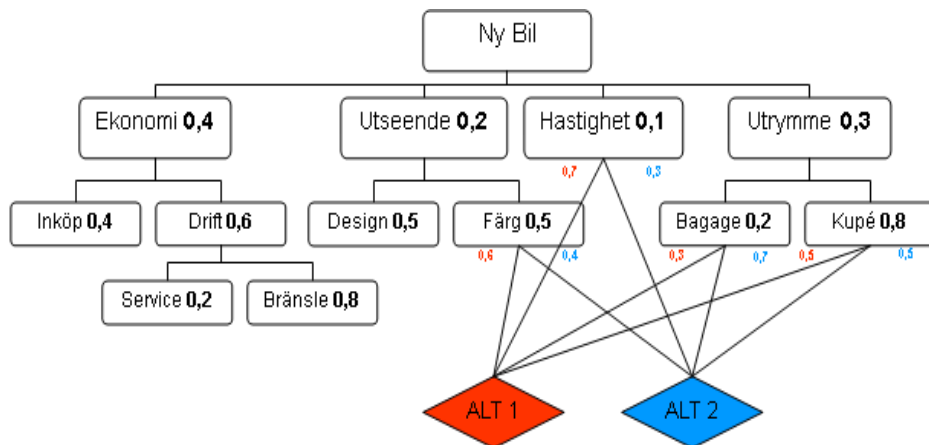 Ny Bil
Ekonomi 0,4
Utseende 0,2
Hastighet 0,1
Utrymme 0,3
0,7
0,3
Inköp 0,4
Drift 0,6
Design 0,5
Färg 0,5
Bagage 0,2
Kupé 0,8
0,6
0,4
0,3
0,7
0,5
0,5
Service 0,2
Bränsle 0,8
ALT 1
ALT 2